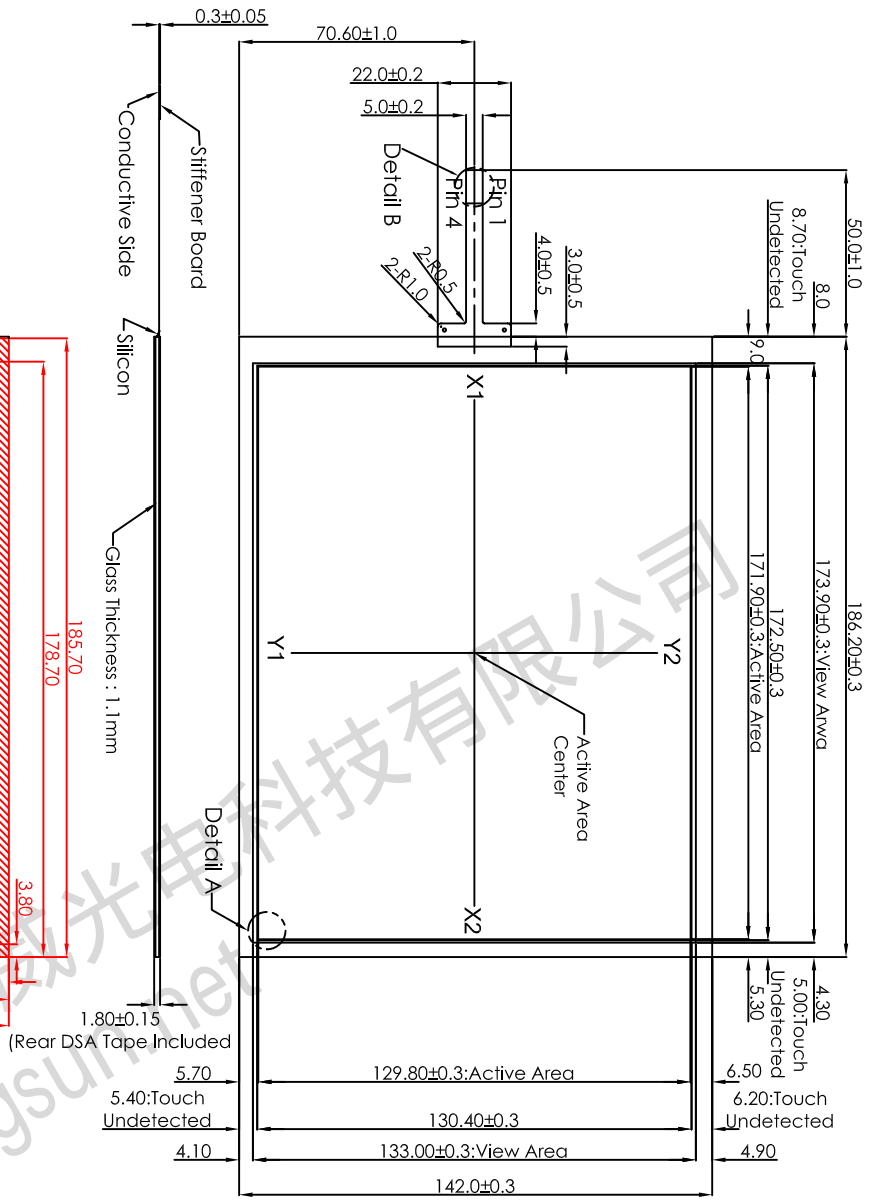 0.3±0.05
70.60±1.0
22.0±0.2
5.0±0.2
50.0±1.0
8.0
8.70:Touch
Undetected
9.0
3.0±0.5
4.0±0.5
Pin 1
Pin 4
Detail B
2-R0.5
2-R1.0
Stiffener Board
Conductive Side
Silicon
Glass Thickness : 1.1mm
186.20±0.3
173.90±0.3:View Arwa
172.50±0.3
171.90±0.3:Active Area
X1
X2
Y1
Y2
Active Area
Center
Detail A
185.70
178.70
3.80
4.30
5.00:Touch
Undetected
5.30
1.80±0.15
(Rear DSA Tape Included
5.70
129.80±0.3:Active Area
6.50
5.40:Touch
Undetected
130.40±0.3
6.20:Touch
Undetected
4.10
133.00±0.3:View Area
4.90
142.0±0.3
威光电科技有限公司
gsun.net